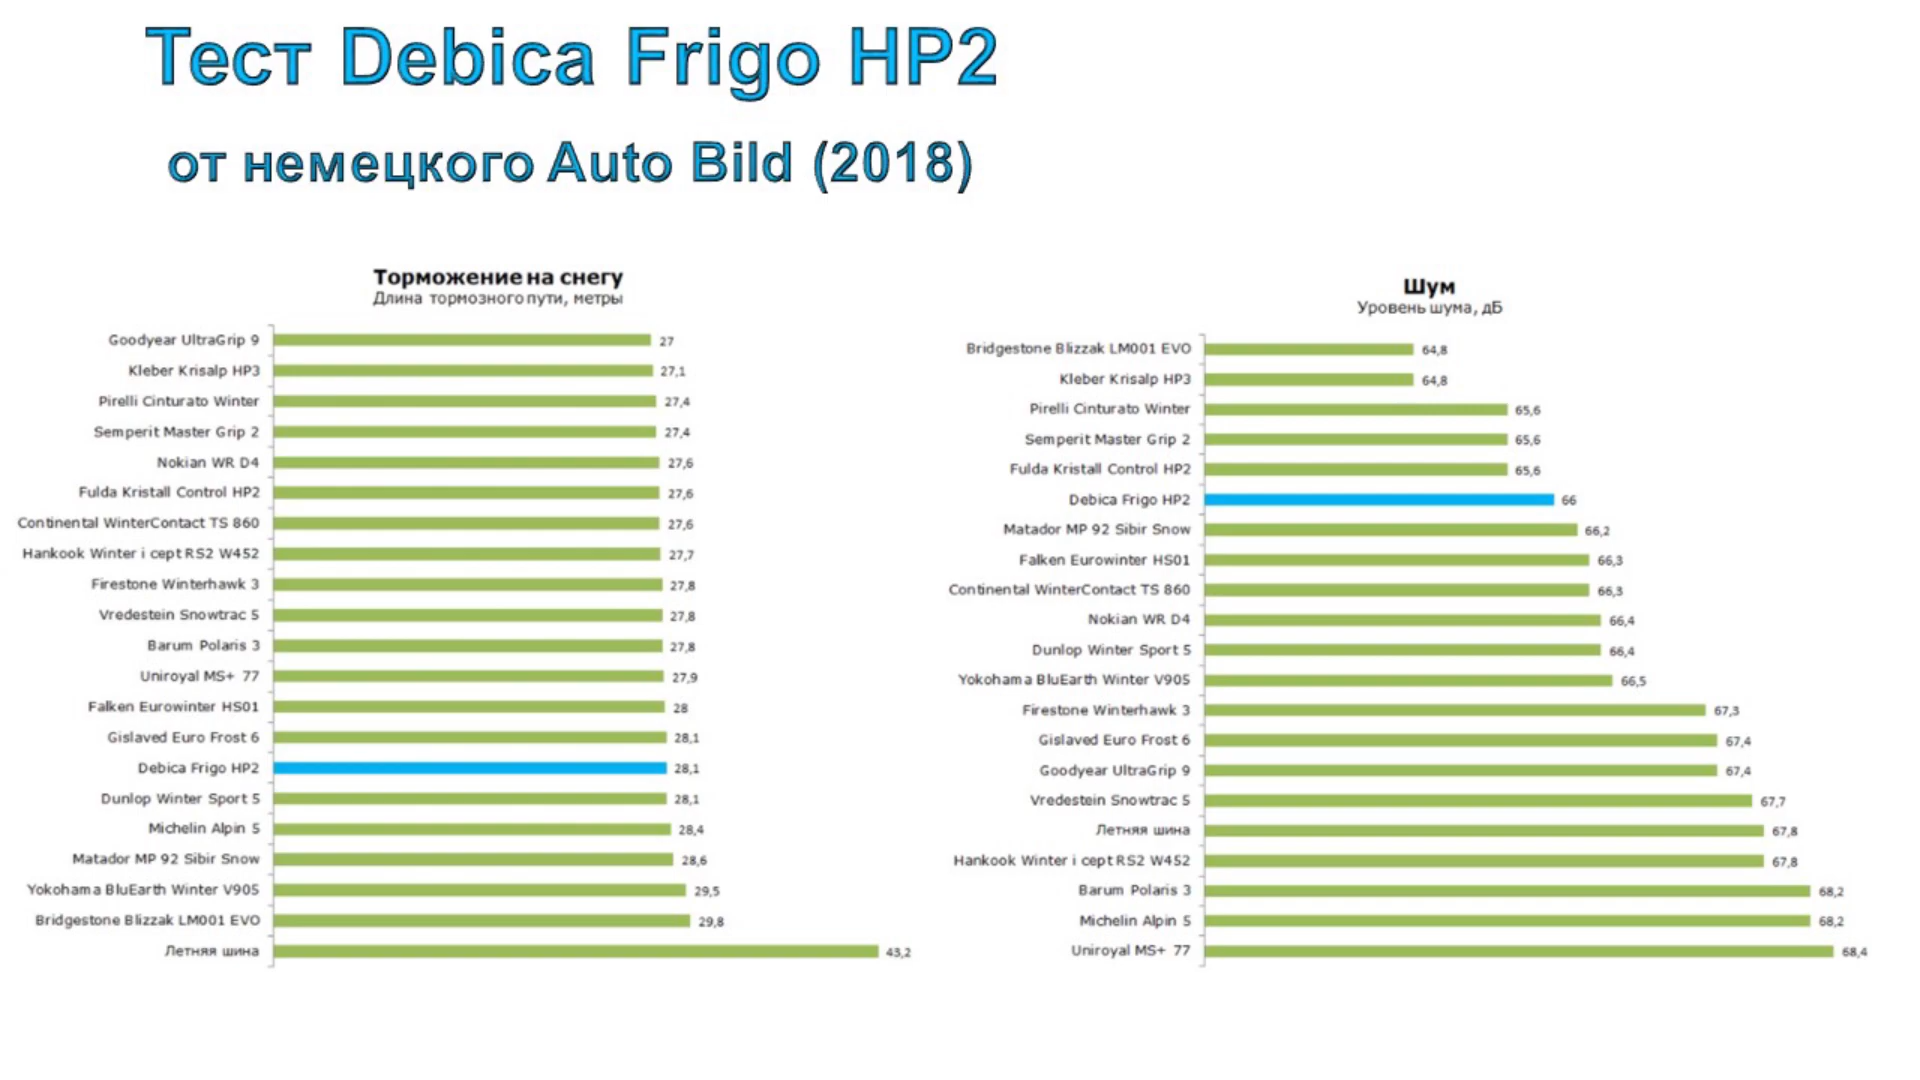 Тест Debica Frigo HP2
от немецкого Auto Bild (2018)
Торможение на снегу
Длина тормозного пути, метры
Goodyear UltraGrip 9 27
Kleber Krisalp HP3 27,1
Pirelli Cinturato Winter 27,4
Semperit Master Grip 2 27,4
Nokian WR D4 27,6
Fulda Kristall Control HP2 27,6
Continental WinterContact TS 860 27,6
Hankook Winter i cept RS2 W452 27,7
Firestone Winterhawk 3 27,8
Vredestein Snowtrac 5 27,8
Barum Polaris 3 27,8
Uniroyal MS+ 77 27,9
Falken Eurowinter HS01 28
Gislaved Euro Frost 6 28,1
Debica Frigo HP2 28,1
Dunlop Winter Sport 5 28,1
Michelin Alpin 5 28,4
Matador MP 92 Sibir Snow 28,6
Yokohama BluEarth Winter V905 29,5
Bridgestone Blizzak LM001 EVO 29,8
Летняя шина 43,2
Шум
Уровень шума, дБ
Bridgestone Blizzak LM001 EVO 64,8
Kleber Krisalp HP3 64,8
Pirelli Cinturato Winter 65,6
Semperit Master Grip 2 65,6
Fulda Kristall Control HP2 65,6
Debica Frigo HP2 66
Matador MP 92 Sibir Snow 66,2
Falken Eurowinter HS01 66,3
Continental WinterContact TS 860 66,3
Nokian WR D4 66,4
Dunlop Winter Sport 5 66,4
Yokohama BluEarth Winter V905 66,5
Firestone Winterhawk 3 67,3
Gislaved Euro Frost 6 67,4
Goodyear UltraGrip 9 67,4
Vredestein Snowtrac 5 67,7
Летняя шина 67,8
Hankook Winter i cept RS2 W452 67,8
Barum Polaris 3 68,2
Michelin Alpin 5 68,2
Uniroyal MS+ 77 68,4